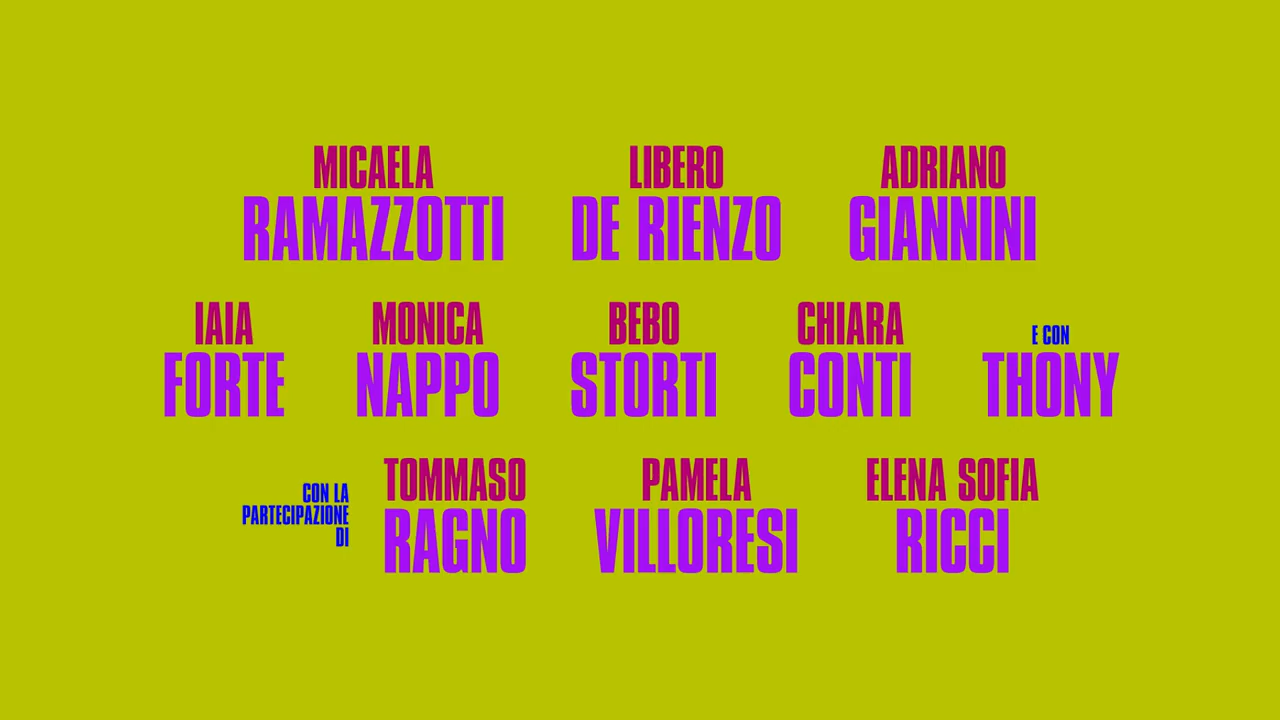 MICAELA
RAMAZZOTTI
LIBERO
DE RIENZO
ADRIANO
GIANNINI
IAIA
FORTE
MONICA
NAPPO
BEBO
STORTI
CHIARA
CONTI
E CON
THONY
CON LA
PARTECIPAZIONE
DI
TOMMASO
RAGNO
PAMELA
VILLORESI
ELENA SOFIA
RICCI